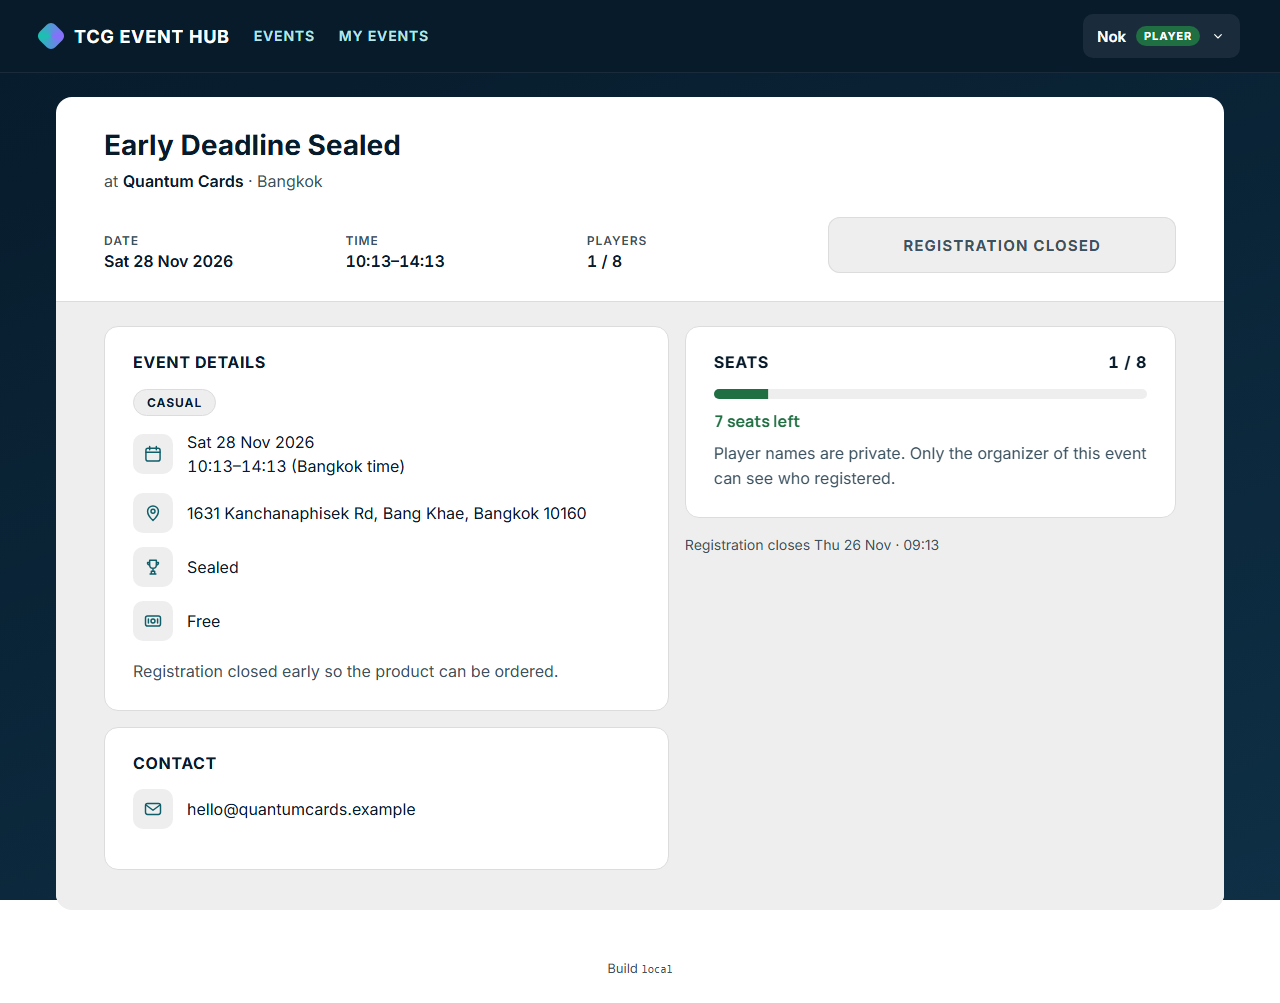 TCG EVENT HUB
EVENTS
MY EVENTS
Nok
PLAYER
Early Deadline Sealed
at Quantum Cards · Bangkok
DATE
Sat 28 Nov 2026
TIME
10:13–14:13
PLAYERS
1 / 8
REGISTRATION CLOSED
EVENT DETAILS
CASUAL
Sat 28 Nov 2026
10:13–14:13 (Bangkok time)
1631 Kanchanaphisek Rd, Bang Khae, Bangkok 10160
Sealed
Free
Registration closed early so the product can be ordered.
CONTACT
hello@quantumcards.example
SEATS
1 / 8
7 seats left
Player names are private. Only the organizer of this event
can see who registered.
Registration closes Thu 26 Nov · 09:13
Build local